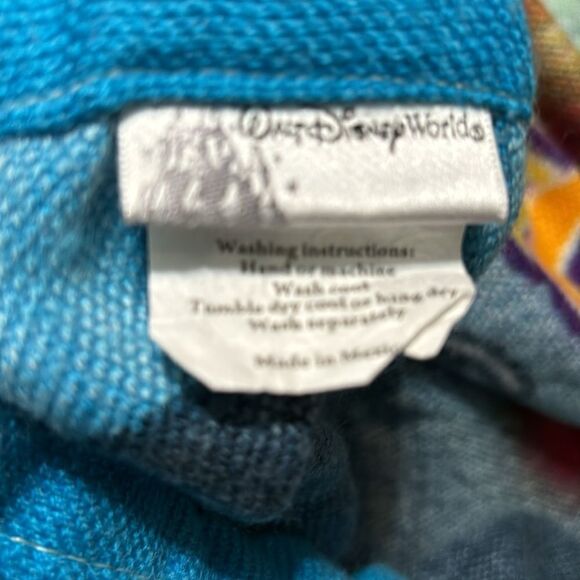 Walt Disney Worlds
Washing instructions:
Hand or machine
Wash cool
Tumble dry cool or hang dry
Wash separately
Made in Mexico